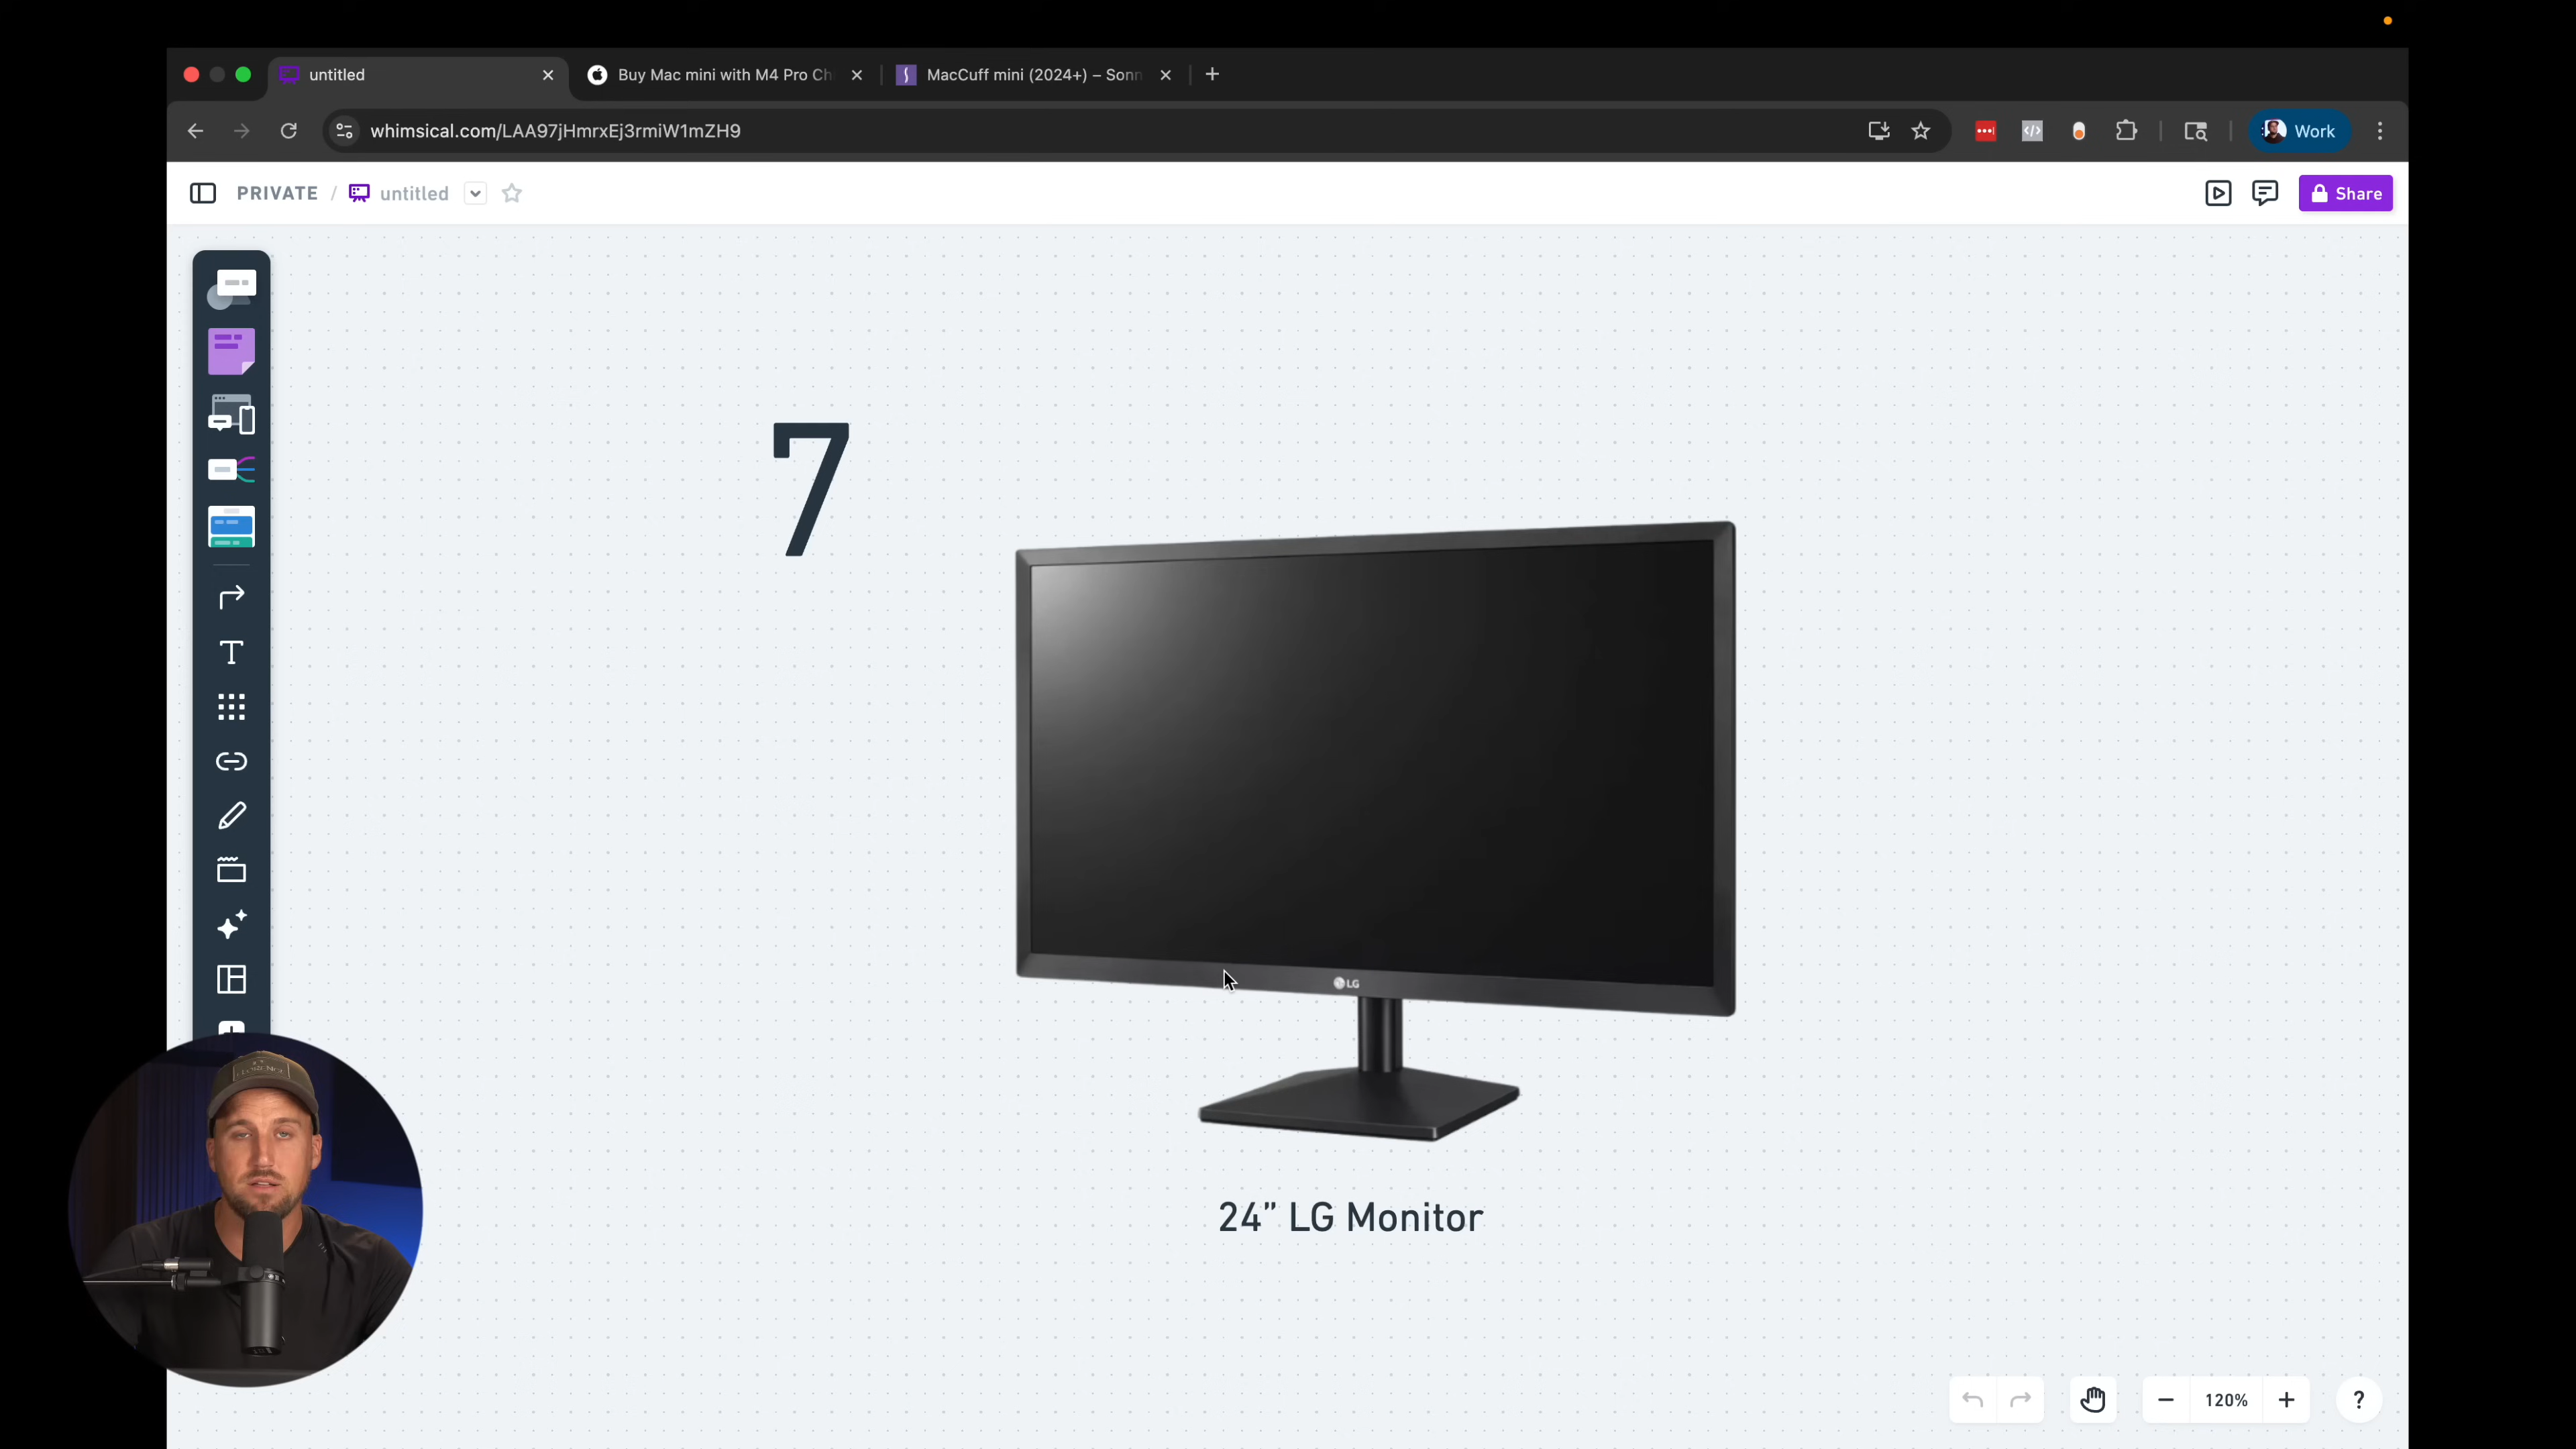 untitled
Buy Mac mini with M4 Pro Ch
MacCuff mini (2024+) – Sonn
whimsical.com/LAA97jHmrxEj3rmiW1mZH9
Work
PRIVATE / untitled
Share
7
LG
24” LG Monitor
120%
?